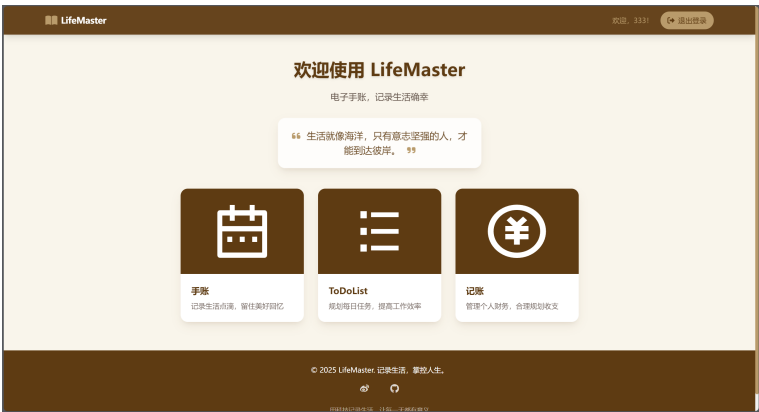 LifeMaster
欢迎，333!
退出登录
欢迎使用 LifeMaster
电子手账，记录生活确幸
生活就像海洋，只有意志坚强的人，才
能到达彼岸。
手账
记录生活点滴，留住美好回忆
ToDoList
规划每日任务，提高工作效率
记账
管理个人财务，合理规划收支
© 2025 LifeMaster. 记录生活，掌控人生。